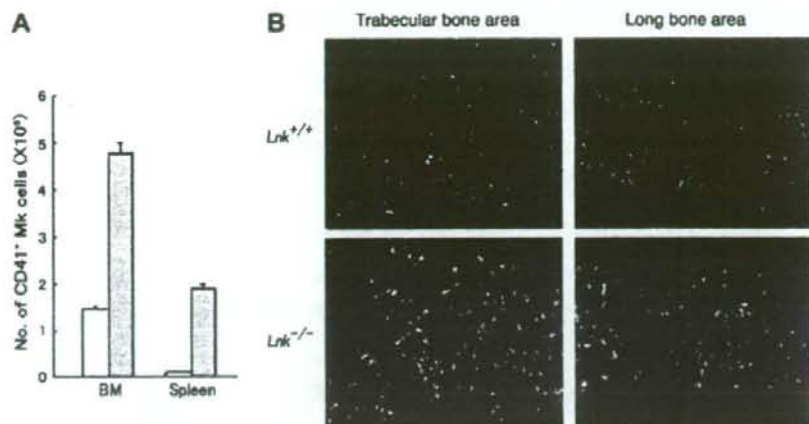 A
No. of CD41+ Mk cells (X10⁶)
6
5
4
3
2
1
0
BM
Spleen
B
Trabecular bone area
Long bone area
Lnk+/+
Lnk-/-